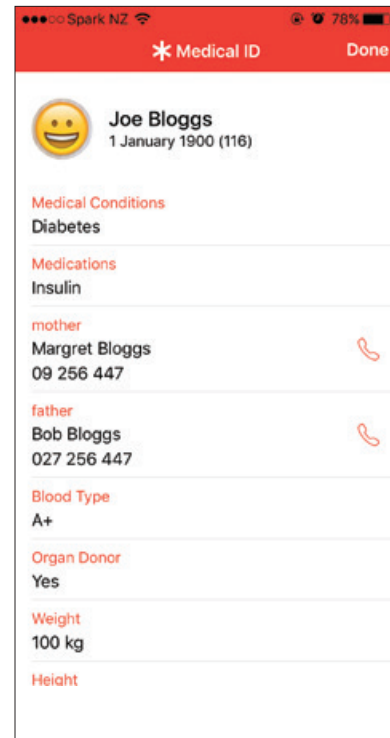 Spark NZ 78%
Medical ID Done
Joe Bloggs
1 January 1900 (116)
Medical Conditions
Diabetes
Medications
Insulin
mother
Margret Bloggs
09 256 447
father
Bob Bloggs
027 256 447
Blood Type
A+
Organ Donor
Yes
Weight
100 kg
Height